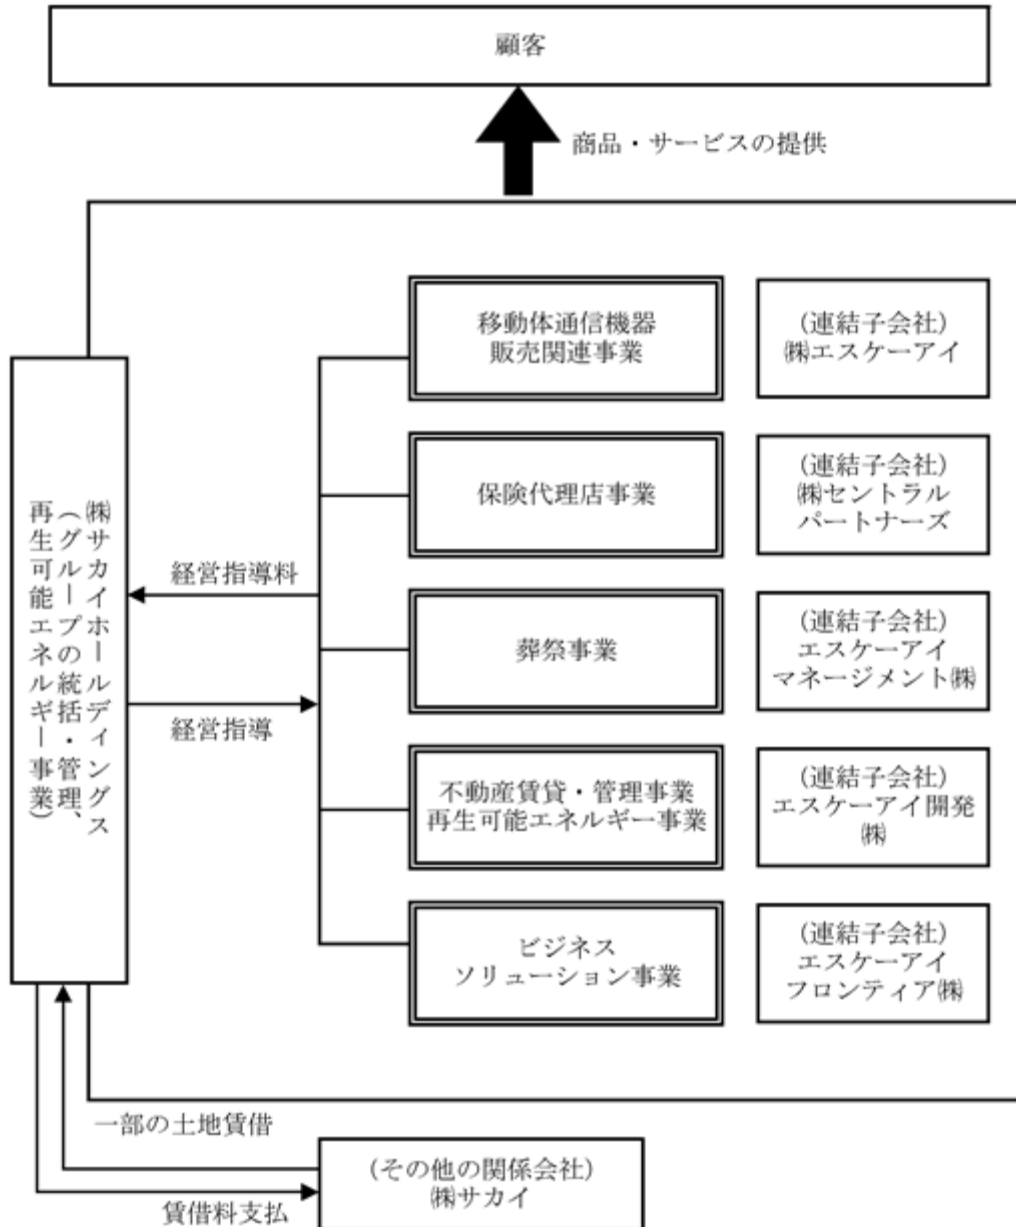 顧客
商品・サービスの提供
移動体通信機器
販売関連事業
(連結子会社)
㈱エスケーアイ
保険代理店事業
(連結子会社)
㈱セントラル
パートナーズ
葬祭事業
(連結子会社)
エスケーアイ
マネージメント㈱
不動産賃貸・管理事業
再生可能エネルギー事業
(連結子会社)
エスケーアイ開発
㈱
ビジネス
ソリューション事業
(連結子会社)
エスケーアイ
フロンティア㈱
㈱サカイホールディングス
(グループの統括・管理、
再生可能エネルギー事業)
経営指導料
経営指導
一部の土地賃借
(その他の関係会社)
㈱サカイ
賃借料支払